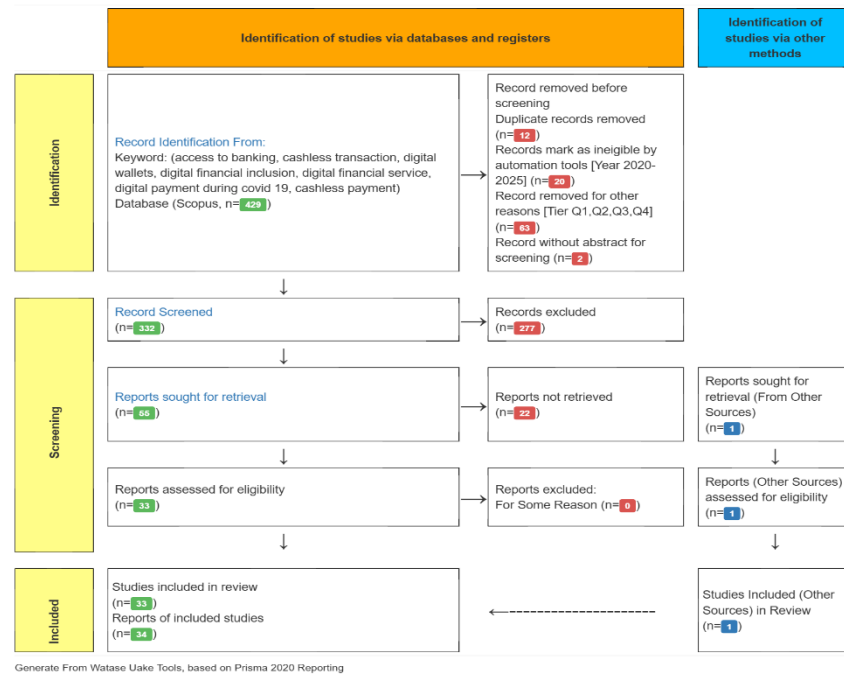 Identification of studies via databases and registers
Identification of
studies via other
methods
Identification
Record Identification From:
Keyword: (access to banking, cashless transaction, digital
wallets, digital financial inclusion, digital financial service,
digital payment during covid 19, cashless payment)
Database (Scopus, n=429)
Record removed before
screening
Duplicate records removed
(n=12)
Records mark as ineigible by
automation tools [Year 2020-
2025] (n=20)
Record removed for other
reasons [Tier Q1,Q2,Q3,Q4]
(n=63)
Record without abstract for
screening (n=2)
Screening
Record Screened
(n=332)
Records excluded
(n=277)
Reports sought for retrieval
(n=55)
Reports not retrieved
(n=22)
Reports sought for
retrieval (From Other
Sources)
(n=1)
Reports assessed for eligibility
(n=33)
Reports excluded:
For Some Reason (n=0)
Reports (Other Sources)
assessed for eligibility
(n=1)
Included
Studies included in review
(n=33)
Reports of included studies
(n=34)
Studies Included (Other
Sources) in Review
(n=1)
Generate From Watase Uake Tools, based on Prisma 2020 Reporting